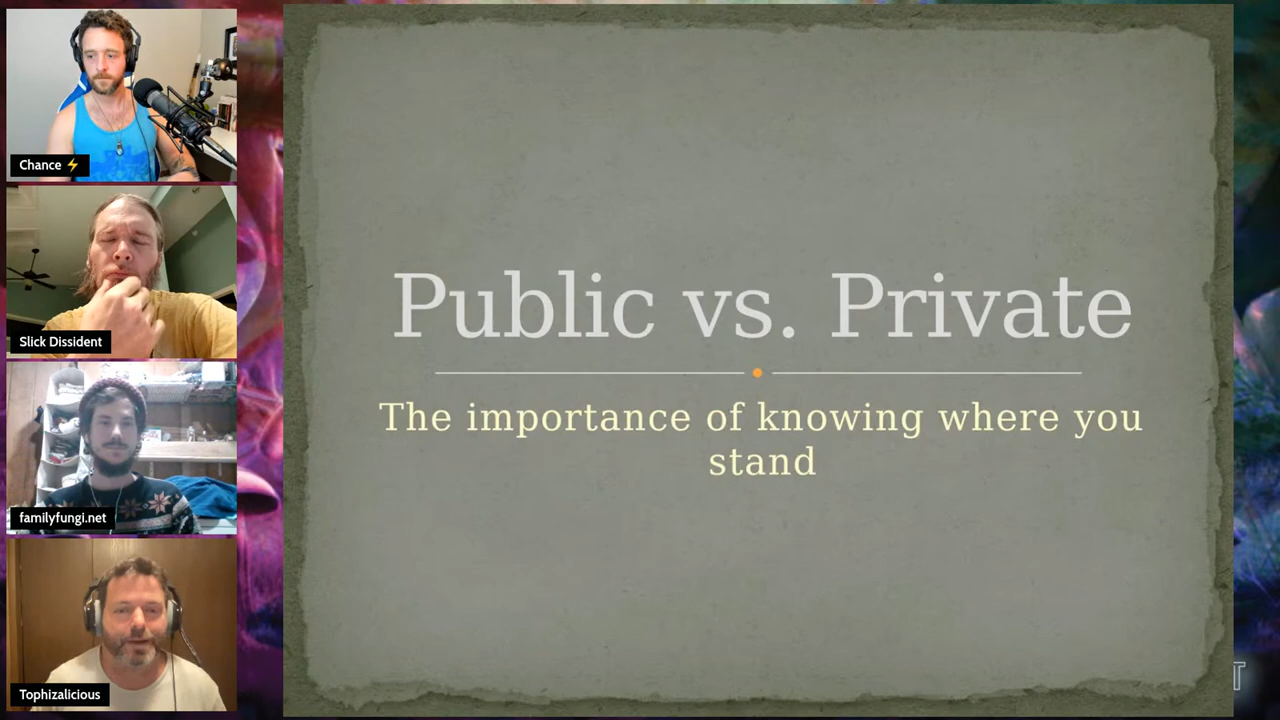 Chance ⚡
Slick Dissident
familyfungi.net
Tophizalicious
Public vs. Private
The importance of knowing where you
stand
T